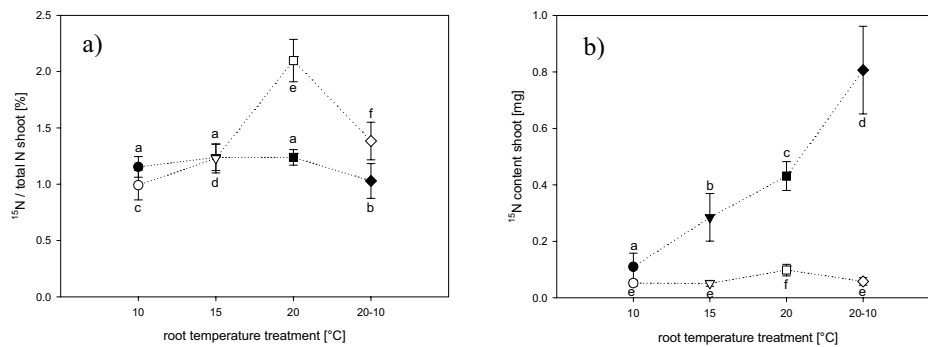 a)
2.5
2.0
1.5
1.0
0.5
0.0
¹⁵N / total N shoot [%]
a
a
a
e
f
c
d
b
10
15
20
20-10
root temperature treatment [°C]
b)
1.0
0.8
0.6
0.4
0.2
0.0
¹⁵N content shoot [mg]
a
b
c
d
e
e
f
e
10
15
20
20-10
root temperature treatment [°C]